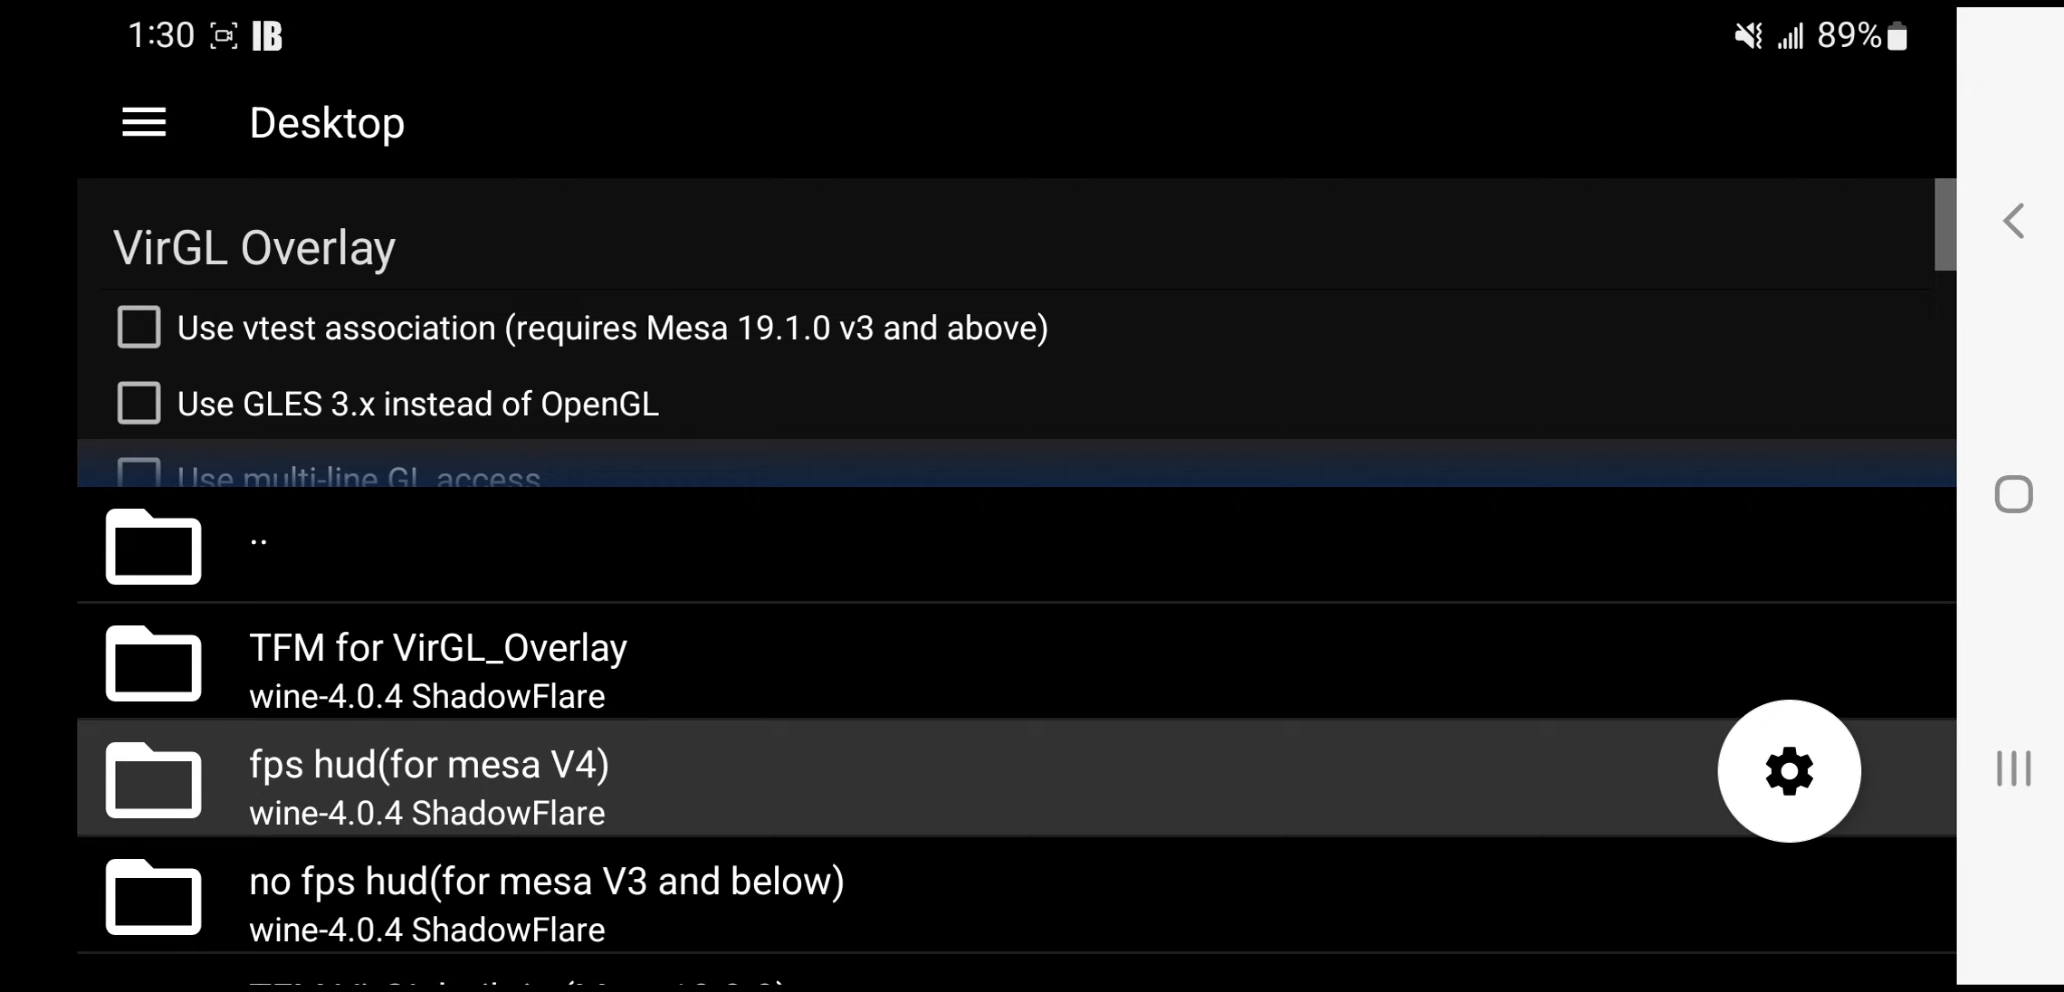 1:30 IB 89%
Desktop
VirGL Overlay
Use vtest association (requires Mesa 19.1.0 v3 and above)
Use GLES 3.x instead of OpenGL
Use multi-line GL access
..
TFM for VirGL_Overlay
wine-4.0.4 ShadowFlare
fps hud(for mesa V4)
wine-4.0.4 ShadowFlare
no fps hud(for mesa V3 and below)
wine-4.0.4 ShadowFlare